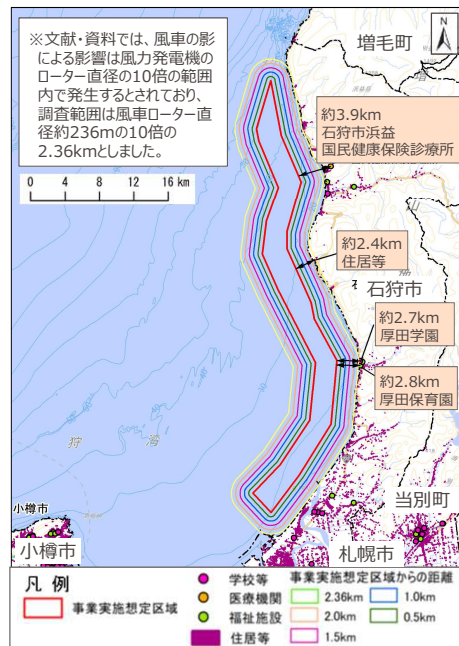 ※文献・資料では、風車の影
による影響は風力発電機の
ローター直径の10倍の範囲
内で発生するとされており、
調査範囲は風車ローター直
径約236mの10倍の
2.36kmとしました。
0 4 8 12 16 km
N
増毛町
約3.9km
石狩市浜益
国民健康保険診療所
約2.4km
住居等
石狩市
約2.7km
厚田学園
約2.8km
厚田保育園
狩
湾
小樽市
小樽市
当別町
札幌市
凡 例
事業実施想定区域
学校等
医療機関
福祉施設
住居等
事業実施想定区域からの距離
2.36km
1.0km
2.0km
0.5km
1.5km